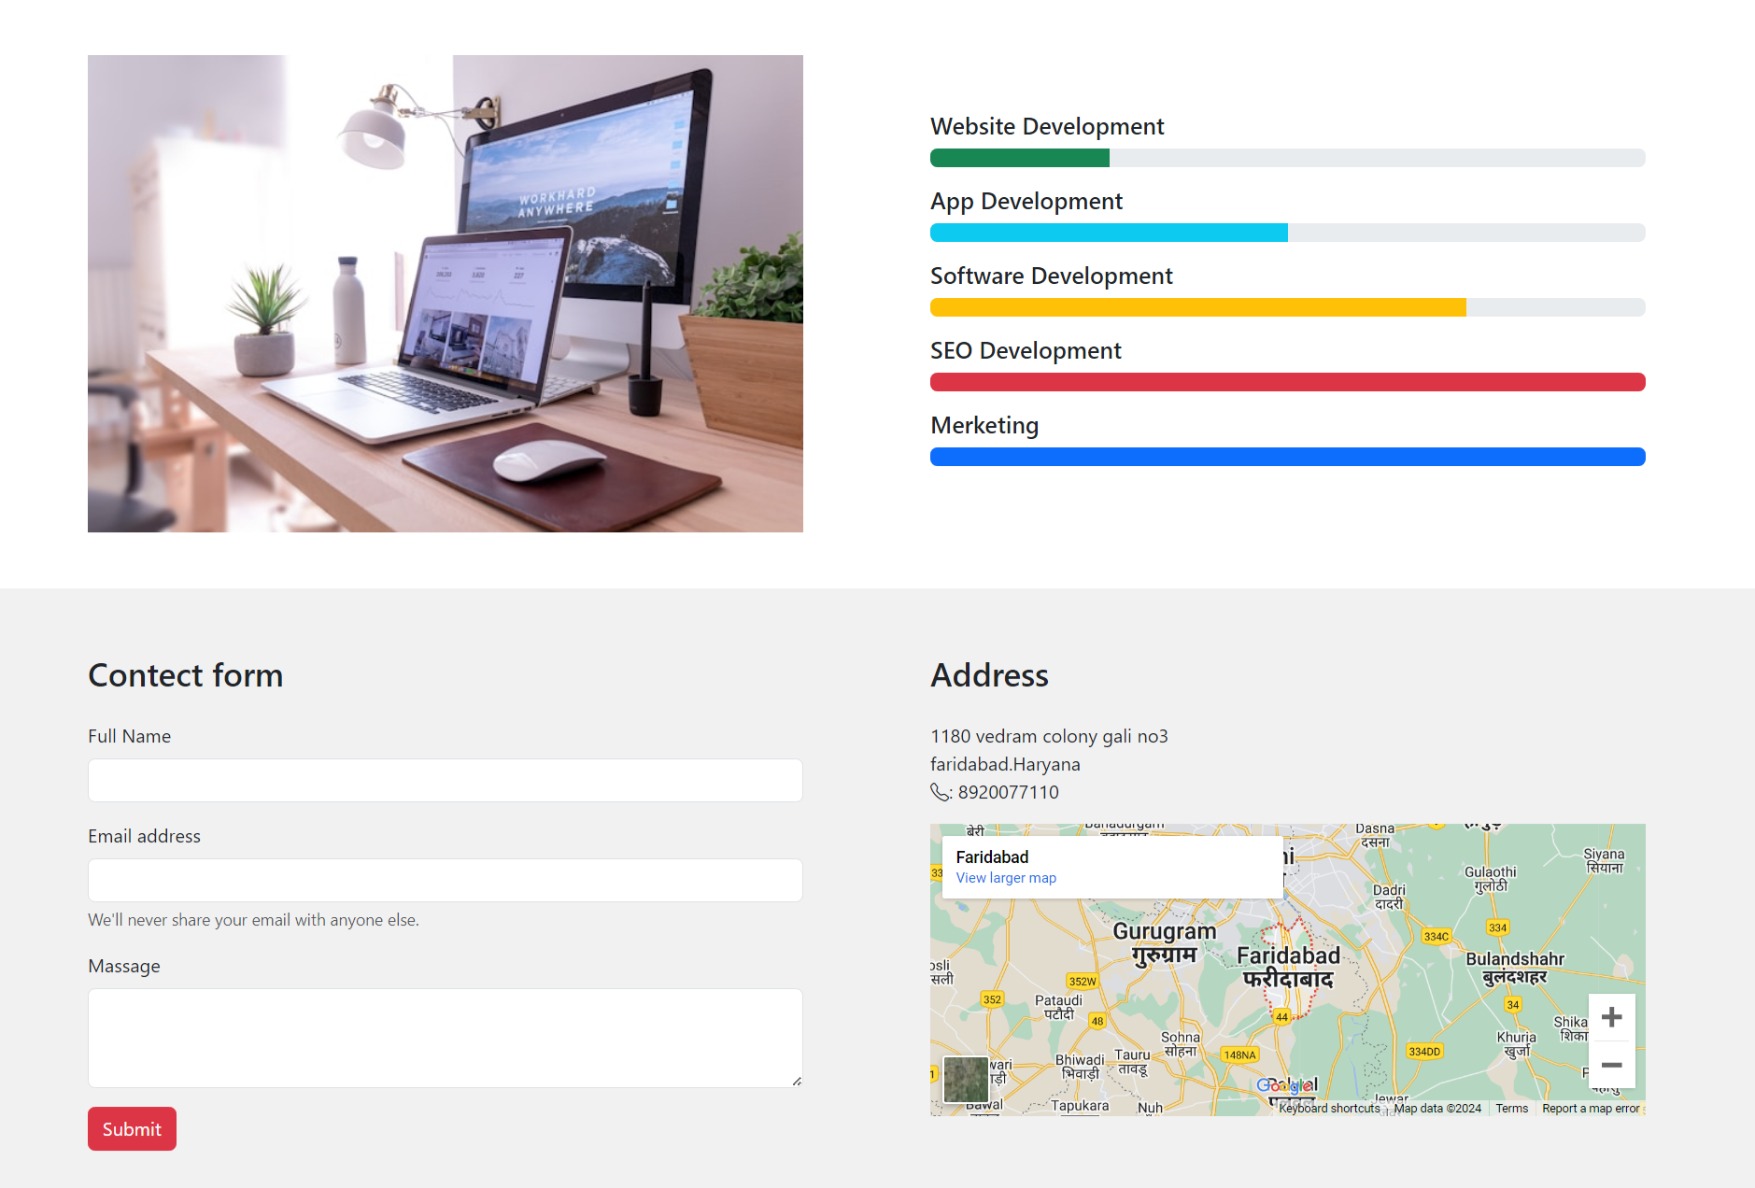 WORKHARD
ANYWHERE
Website Development
App Development
Software Development
SEO Development
Merketing
Contect form
Full Name
Email address
We'll never share your email with anyone else.
Massage
Submit
Address
1180 vedram colony gali no3
faridabad.Haryana
: 8920077110
Faridabad
View larger map
बेरी
Bahadurgarh
Dasna
दसना
Siyana
सियाना
Gulaothi
गुलोठी
Dadri
दादरी
334C
334
Gurugram
गुरुग्राम
Faridabad
फरीदाबाद
Bulandshahr
बुलंदशहर
352W
352
Pataudi
पटौदी
48
44
34
Shika
शिका
Khurja
खुर्जा
Sohna
सोहना
148NA
334DD
Bhiwadi
भिवाड़ी
Tauru
तावडू
wari
ड़ी
Google
Bawal
Tapukara
Nuh
Jewar
Keyboard shortcuts
Map data ©2024
Terms
Report a map error